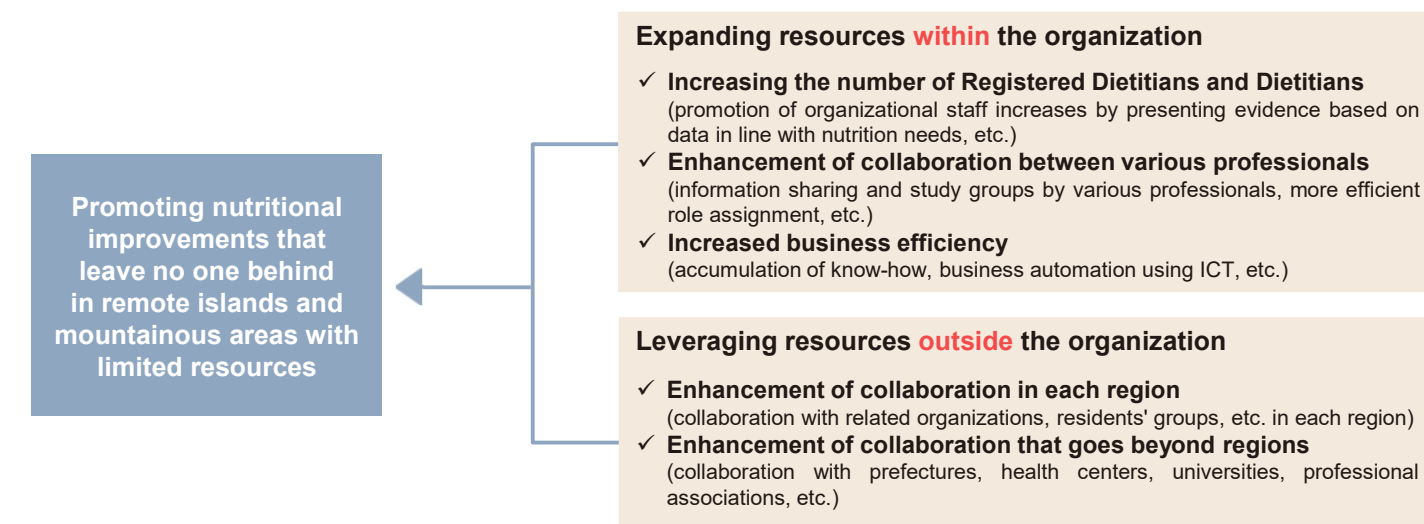 Promoting nutritional
improvements that
leave no one behind
in remote islands and
mountainous areas with
limited resources
Expanding resources within the organization
✓ Increasing the number of Registered Dietitians and Dietitians
(promotion of organizational staff increases by presenting evidence based on
data in line with nutrition needs, etc.)
✓ Enhancement of collaboration between various professionals
(information sharing and study groups by various professionals, more efficient
role assignment, etc.)
✓ Increased business efficiency
(accumulation of know-how, business automation using ICT, etc.)
Leveraging resources outside the organization
✓ Enhancement of collaboration in each region
(collaboration with related organizations, residents' groups, etc. in each region)
✓ Enhancement of collaboration that goes beyond regions
(collaboration with prefectures, health centers, universities, professional
associations, etc.)